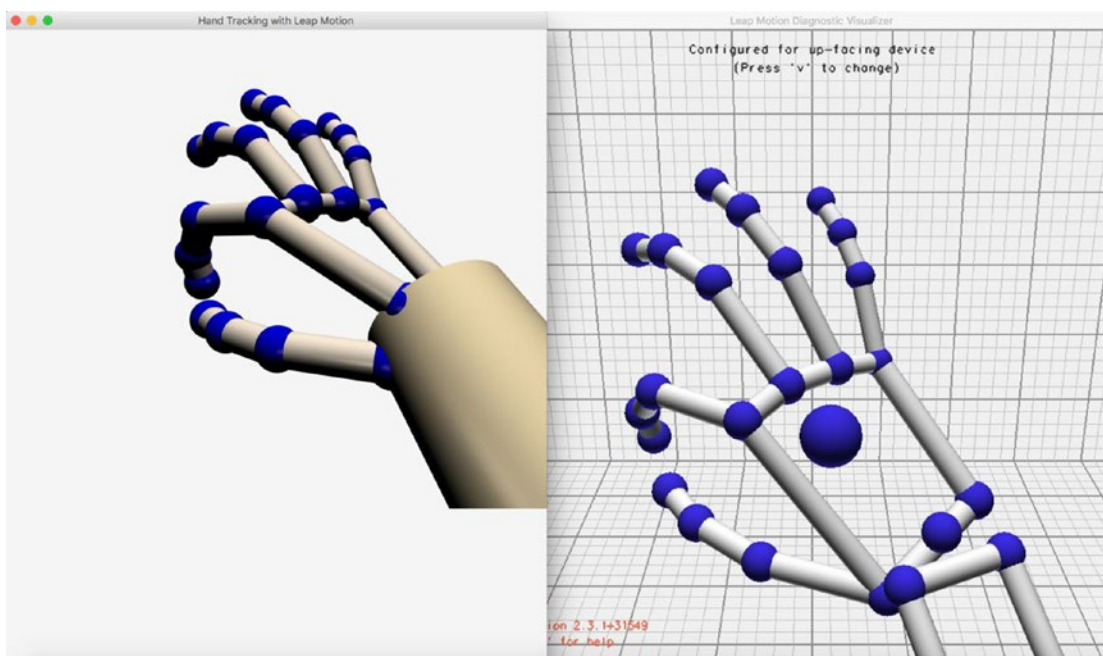 Hand Tracking with Leap Motion
Leap Motion Diagnostic Visualizer
Configured for up-facing device
(Press 'v' to change)
ion 2.3.1+31549
' for help